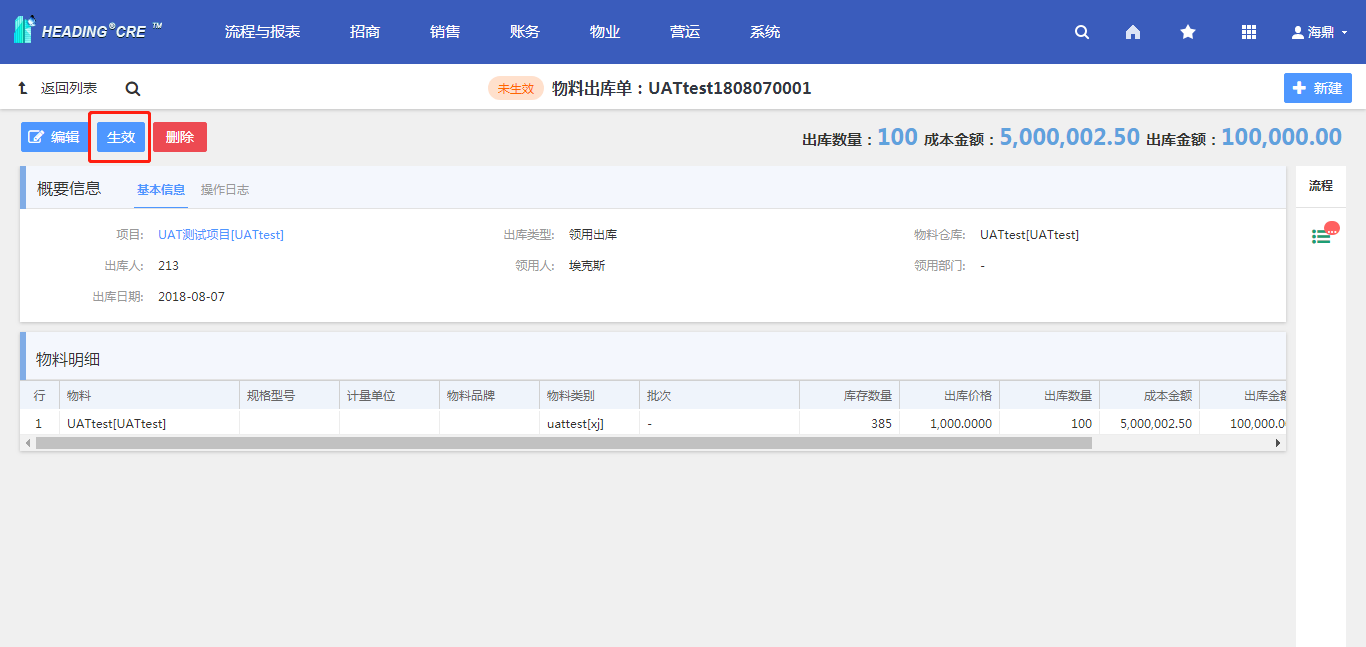 HEADING®CRE ™ 流程与报表 招商 销售 账务 物业 营运 系统 海鼎
返回列表 未生效 物料出库单：UATtest1808070001 新建
编辑 生效 删除 出库数量：100 成本金额：5,000,002.50 出库金额：100,000.00
概要信息 基本信息 操作日志 流程
项目: UAT测试项目[UATtest] 出库类型: 领用出库 物料仓库: UATtest[UATtest]
出库人: 213 领用人: 埃克斯 领用部门: -
出库日期: 2018-08-07
物料明细
行 物料 规格型号 计量单位 物料品牌 物料类别 批次 库存数量 出库价格 出库数量 成本金额 出库金额
1 UATtest[UATtest] uattest[xj] - 385 1,000.0000 100 5,000,002.50 100,000.0